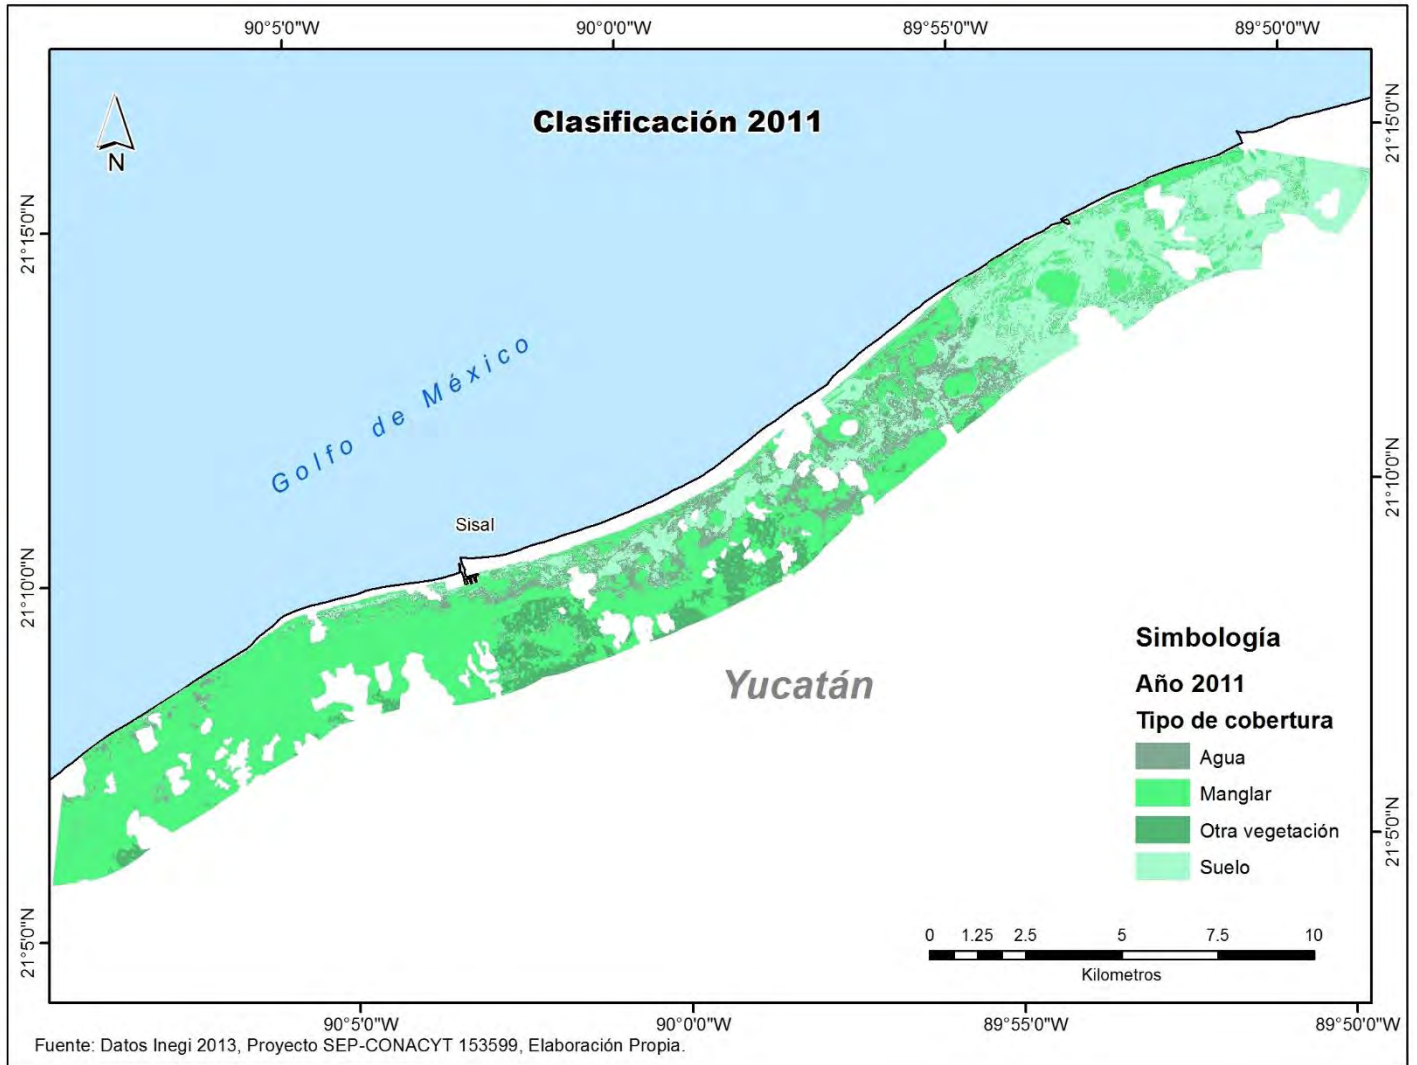 90°5'0"W
90°0'0"W
89°55'0"W
89°50'0"W
Clasificación 2011
N
21°15'0"N
21°15'0"N
Golfo de México
21°10'0"N
Sisal
21°10'0"N
Yucatán
Simbología
Año 2011
Tipo de cobertura
Agua
Manglar
Otra vegetación
Suelo
21°5'0"N
21°5'0"N
0 1.25 2.5 5 7.5 10
Kilometros
90°5'0"W
90°0'0"W
89°55'0"W
89°50'0"W
Fuente: Datos Inegi 2013, Proyecto SEP-CONACYT 153599, Elaboración Propia.